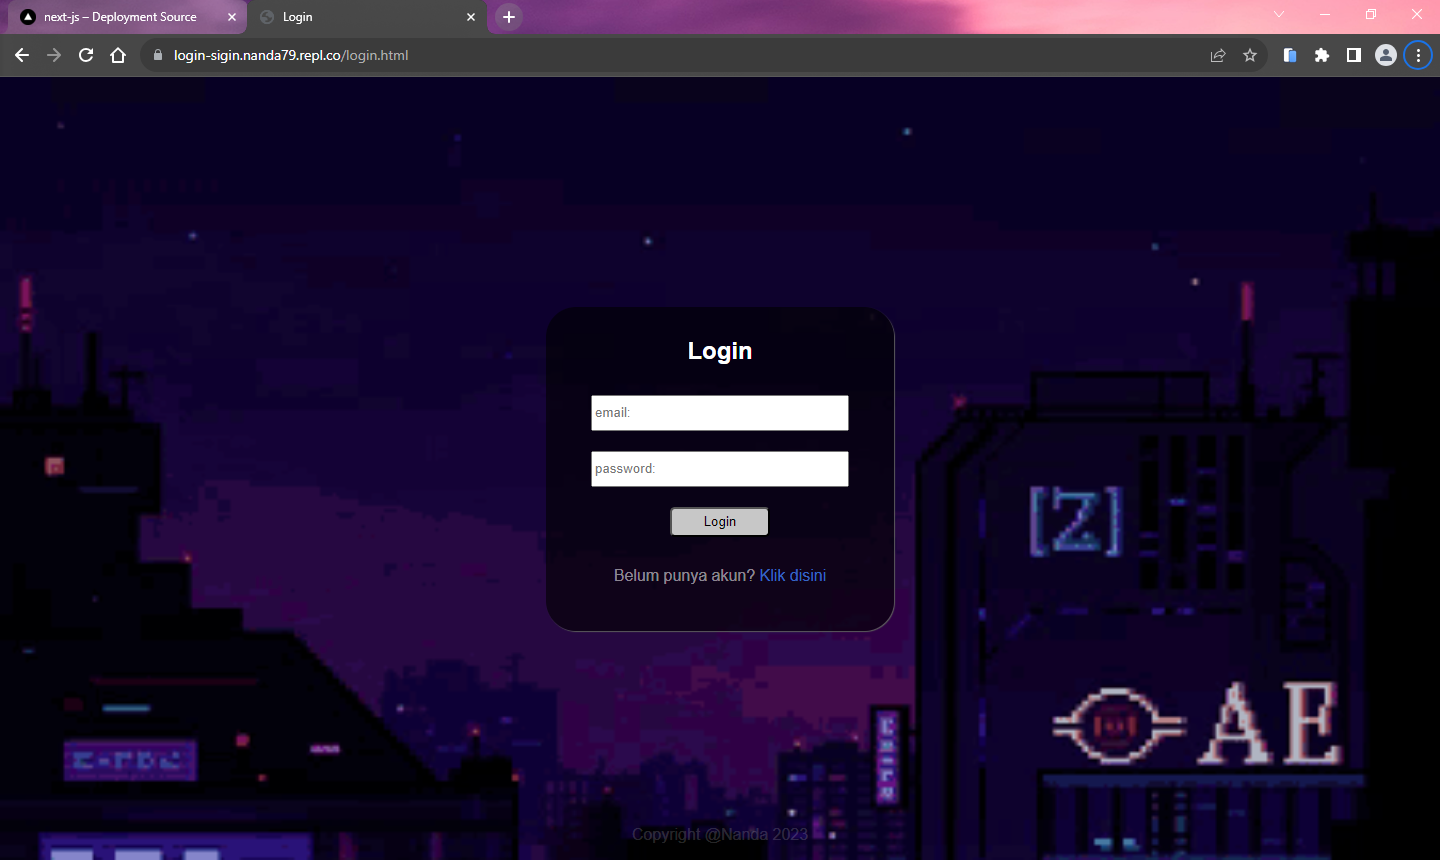 next-js – Deployment Source
Login
login-sigin.nanda79.repl.co/login.html
Login
email:
password:
Login
Belum punya akun? Klik disini
[Z]
AE
Copyright @Nanda 2023